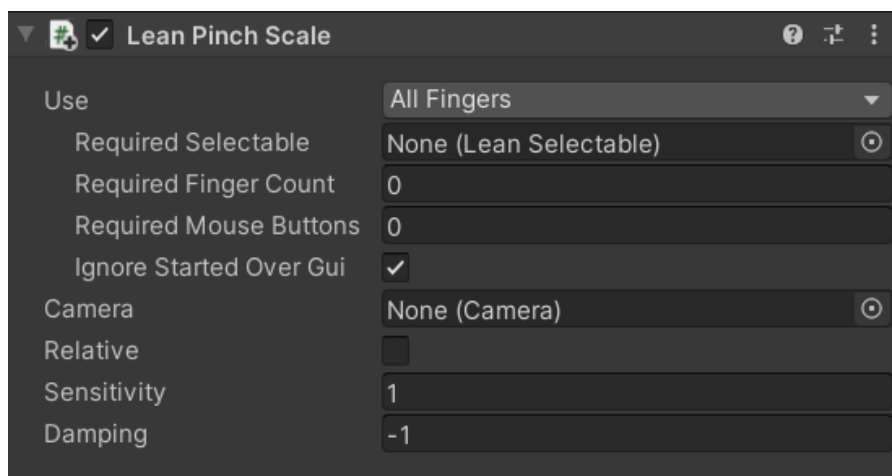 Lean Pinch Scale
Use All Fingers
Required Selectable None (Lean Selectable)
Required Finger Count 0
Required Mouse Buttons 0
Ignore Started Over Gui
Camera None (Camera)
Relative
Sensitivity 1
Damping -1